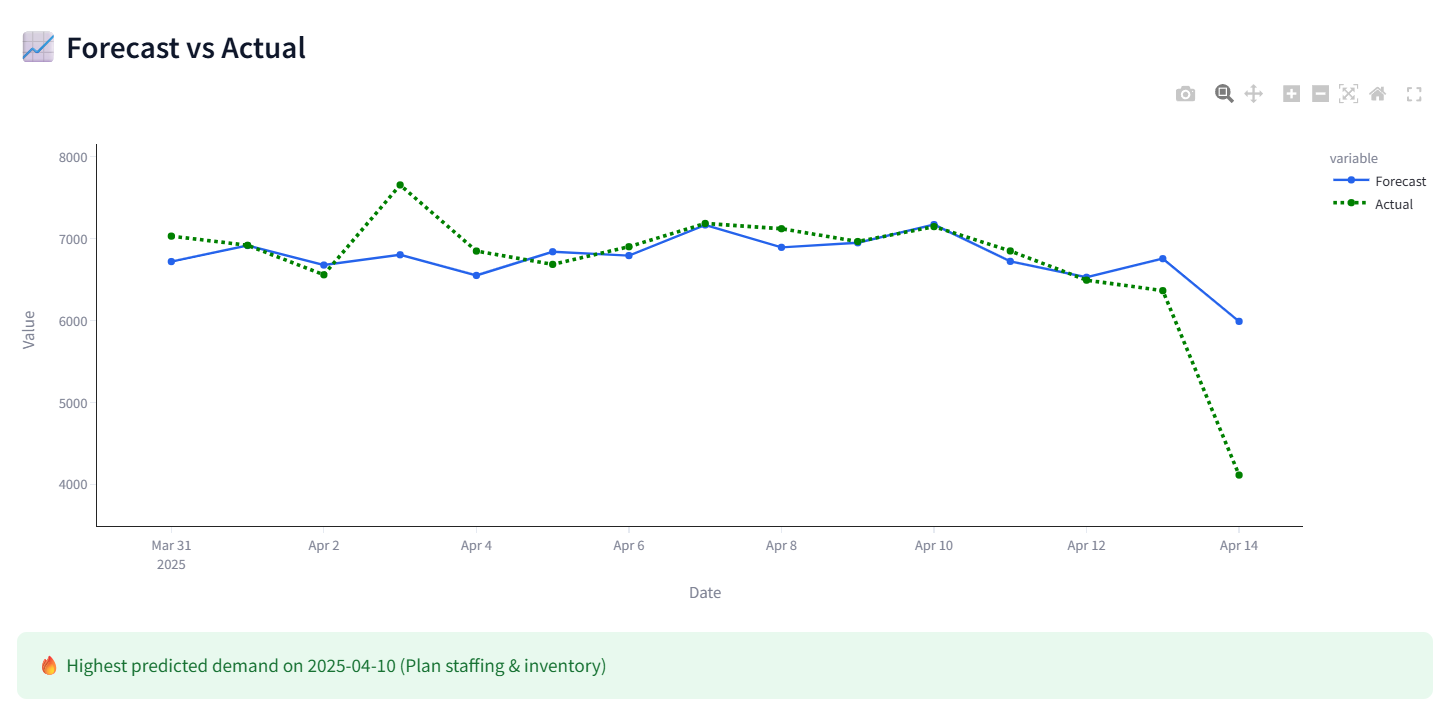 Forecast vs Actual
variable
Forecast
Actual
8000
7000
6000
5000
4000
Value
Mar 31
2025
Apr 2
Apr 4
Apr 6
Apr 8
Apr 10
Apr 12
Apr 14
Date
Highest predicted demand on 2025-04-10 (Plan staffing & inventory)